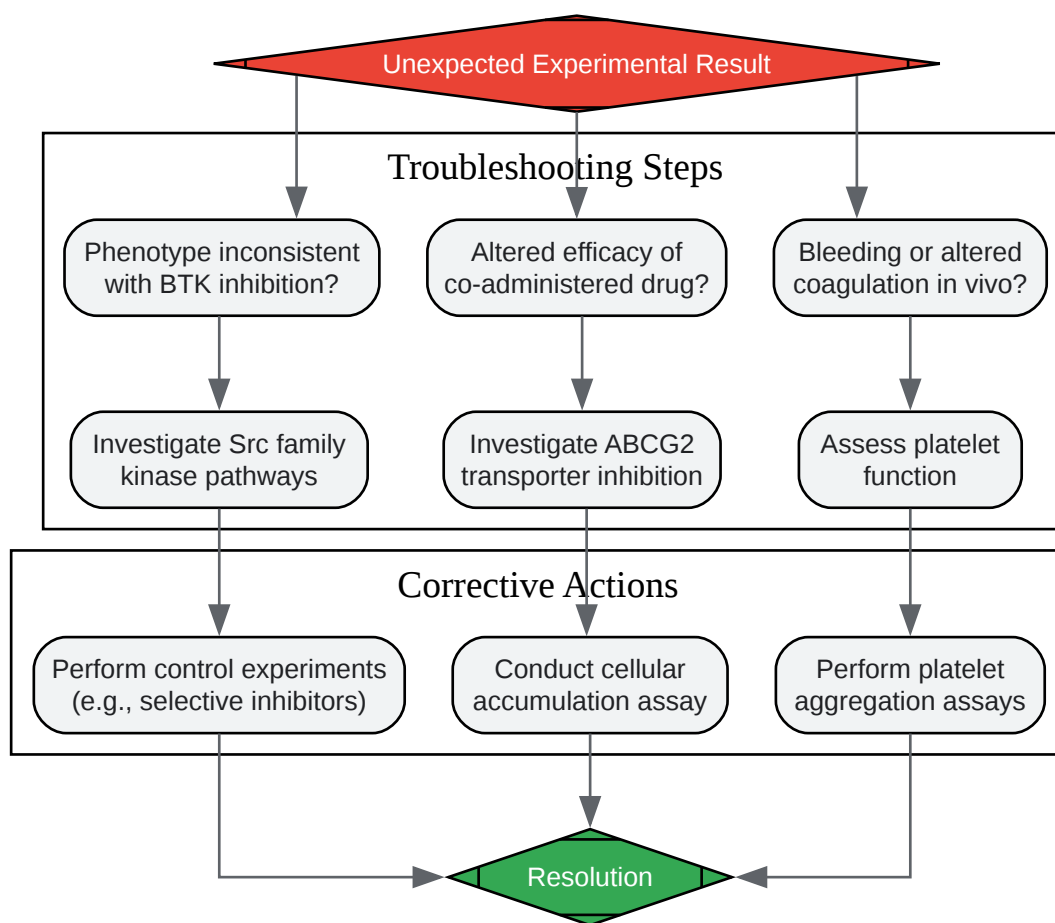 Unexpected Experimental Result
Troubleshooting Steps
Phenotype inconsistent
with BTK inhibition?
Altered efficacy of
co-administered drug?
Bleeding or altered
coagulation in vivo?
Investigate Src family
kinase pathways
Investigate ABCG2
transporter inhibition
Assess platelet
function
Corrective Actions
Perform control experiments
(e.g., selective inhibitors)
Conduct cellular
accumulation assay
Perform platelet
aggregation assays
Resolution